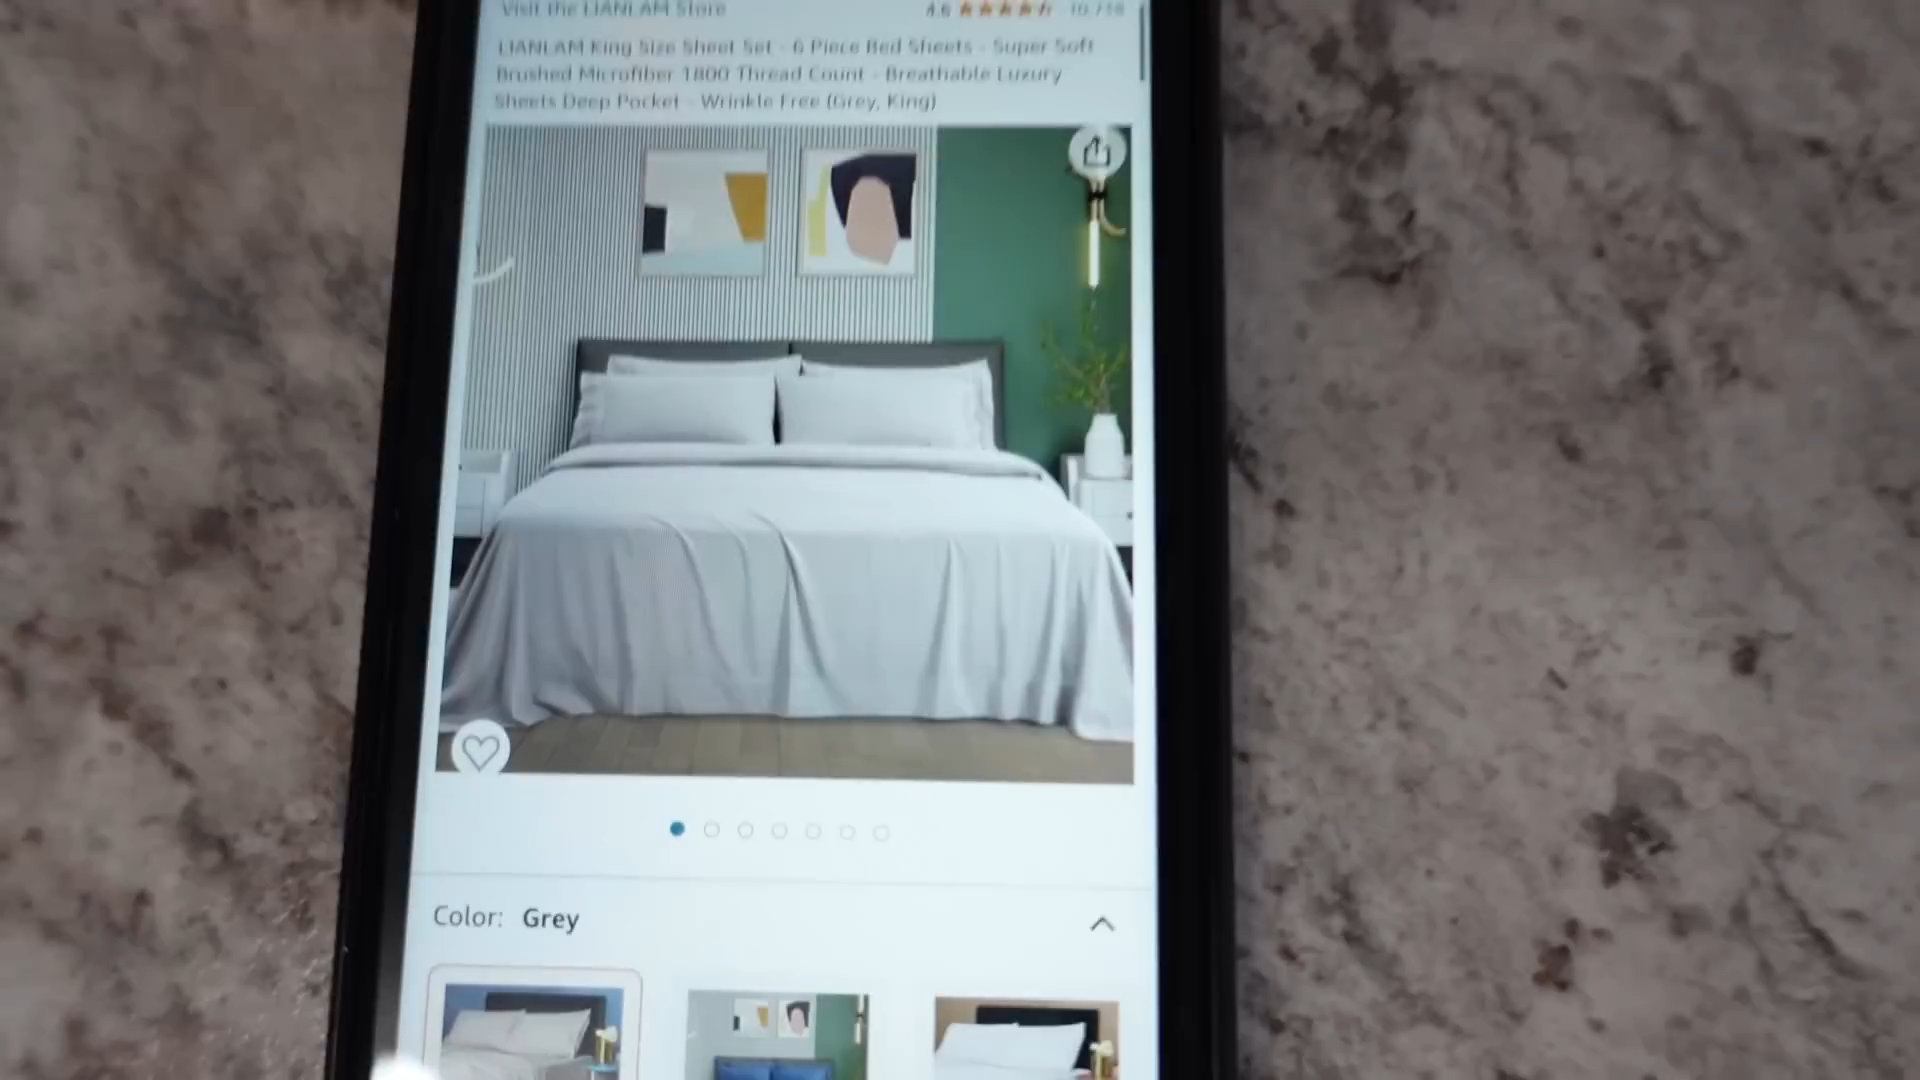 Visit the LIANLAM Store
4.6
LIANLAM King Size Sheet Set - 6 Piece Bed Sheets - Super Soft
Brushed Microfiber 1800 Thread Count - Breathable Luxury
Sheets Deep Pocket - Wrinkle Free (Grey, King)
Color: Grey